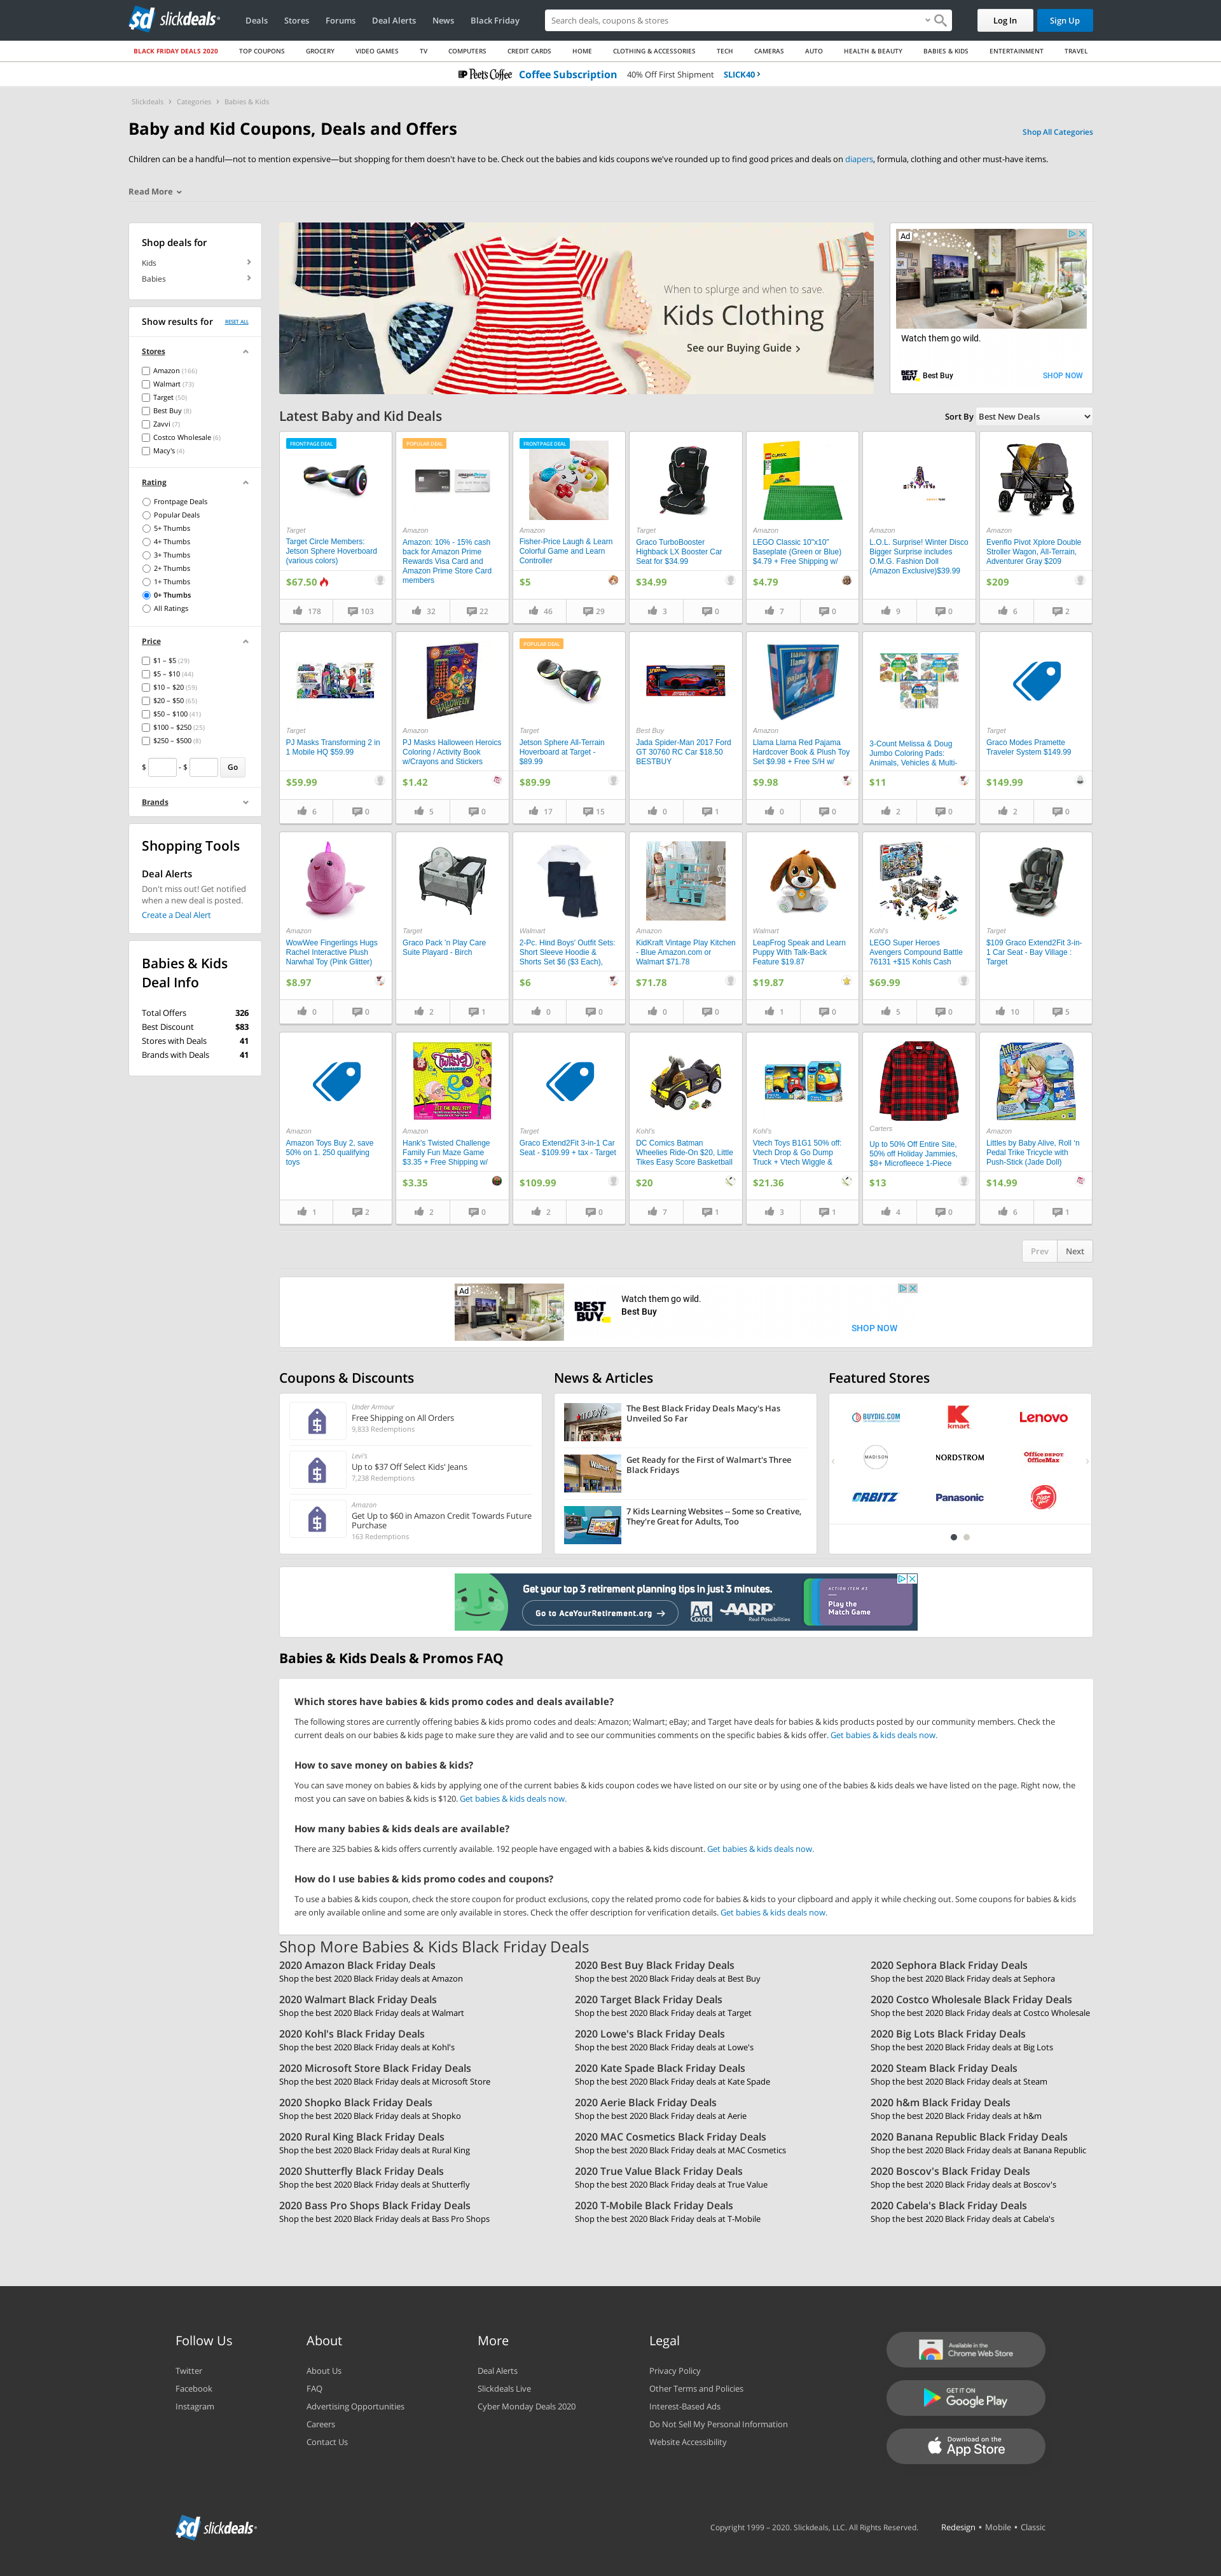 slickdeals
Deals Stores Forums Deal Alerts News Black Friday
Search deals, coupons & stores
Log In Sign Up
BLACK FRIDAY DEALS 2020 TOP COUPONS GROCERY VIDEO GAMES TV COMPUTERS CREDIT CARDS HOME CLOTHING & ACCESSORIES TECH CAMERAS AUTO HEALTH & BEAUTY BABIES & KIDS ENTERTAINMENT TRAVEL
Peet's Coffee Coffee Subscription 40% Off First Shipment SLICK40
Slickdeals Categories Babies & Kids
Baby and Kid Coupons, Deals and Offers
Shop All Categories
Children can be a handful—not to mention expensive—but shopping for them doesn't have to be. Check out the babies and kids coupons we've rounded up to find good prices and deals on diapers, formula, clothing and other must-have items.
Read More
Shop deals for
Kids
Babies
Show results for RESET ALL
Stores
Amazon (166)
Walmart (73)
Target (50)
Best Buy (8)
Zavvi (7)
Costco Wholesale (6)
Macy's (4)
Rating
Frontpage Deals
Popular Deals
5+ Thumbs
4+ Thumbs
3+ Thumbs
2+ Thumbs
1+ Thumbs
0+ Thumbs
All Ratings
Price
$1 – $5 (29)
$5 – $10 (44)
$10 – $20 (59)
$20 – $50 (65)
$50 – $100 (41)
$100 – $250 (25)
$250 – $500 (8)
$ - $ Go
Brands
Shopping Tools
Deal Alerts
Don't miss out! Get notified
when a new deal is posted.
Create a Deal Alert
Babies & Kids
Deal Info
Total Offers 326
Best Discount $83
Stores with Deals 41
Brands with Deals 41
When to splurge and when to save.
Kids Clothing
See our Buying Guide
Ad
Watch them go wild.
BEST BUY Best Buy SHOP NOW
Latest Baby and Kid Deals
Sort By Best New Deals
FRONTPAGE DEAL
Target
Target Circle Members:
Jetson Sphere Hoverboard
(various colors)
$67.50
178 103
POPULAR DEAL
Amazon
Amazon: 10% - 15% cash
back for Amazon Prime
Rewards Visa Card and
Amazon Prime Store Card
members
32 22
FRONTPAGE DEAL
Amazon
Fisher-Price Laugh & Learn
Colorful Game and Learn
Controller
$5
46 29
Target
Graco TurboBooster
Highback LX Booster Car
Seat for $34.99
$34.99
3 0
CLASSIC
Amazon
LEGO Classic 10"x10"
Baseplate (Green or Blue)
$4.79 + Free Shipping w/
$4.79
7 0
Amazon
L.O.L. Surprise! Winter Disco
Bigger Surprise includes
O.M.G. Fashion Doll
(Amazon Exclusive)$39.99
9 0
Amazon
Evenflo Pivot Xplore Double
Stroller Wagon, All-Terrain,
Adventurer Gray $209
$209
6 2
Target
PJ Masks Transforming 2 in
1 Mobile HQ $59.99
$59.99
6 0
Amazon
PJ Masks Halloween Heroics
Coloring / Activity Book
w/Crayons and Stickers
$1.42
5 0
POPULAR DEAL
Target
Jetson Sphere All-Terrain
Hoverboard at Target -
$89.99
$89.99
17 15
Best Buy
Jada Spider-Man 2017 Ford
GT 30760 RC Car $18.50
BESTBUY
0 1
llama llama
Amazon
Llama Llama Red Pajama
Hardcover Book & Plush Toy
Set $9.98 + Free S/H w/
$9.98
0 0
3-Count Melissa & Doug
Jumbo Coloring Pads:
Animals, Vehicles & Multi-
$11
2 0
Target
Graco Modes Pramette
Traveler System $149.99
$149.99
2 0
Amazon
WowWee Fingerlings Hugs
Rachel Interactive Plush
Narwhal Toy (Pink Glitter)
$8.97
0 0
Target
Graco Pack 'n Play Care
Suite Playard - Birch
2 1
Walmart
2-Pc. Hind Boys' Outfit Sets:
Short Sleeve Hoodie &
Shorts Set $6 ($3 Each),
$6
0 0
Amazon
KidKraft Vintage Play Kitchen
- Blue Amazon.com or
Walmart $71.78
$71.78
0 0
Walmart
LeapFrog Speak and Learn
Puppy With Talk-Back
Feature $19.87
$19.87
1 0
Kohl's
LEGO Super Heroes
Avengers Compound Battle
76131 +$15 Kohls Cash
$69.99
5 0
Target
$109 Graco Extend2Fit 3-in-
1 Car Seat - Bay Village :
Target
10 5
Amazon
Amazon Toys Buy 2, save
50% on 1. 250 qualifying
toys
1 2
Twisted
Amazon
Hank's Twisted Challenge
Family Fun Maze Game
$3.35 + Free Shipping w/
$3.35
2 0
Target
Graco Extend2Fit 3-in-1 Car
Seat - $109.99 + tax - Target
$109.99
2 0
Kohl's
DC Comics Batman
Wheelies Ride-On $20, Little
Tikes Easy Score Basketball
$20
7 1
Kohl's
Vtech Toys B1G1 50% off:
Vtech Drop & Go Dump
Truck + Vtech Wiggle &
$21.36
3 1
Carters
Up to 50% Off Entire Site,
50% off Holiday Jammies,
$8+ Microfleece 1-Piece
$13
4 0
Littles
Amazon
Littles by Baby Alive, Roll 'n
Pedal Trike Tricycle with
Push-Stick (Jade Doll)
$14.99
6 1
Prev Next
Ad
BEST BUY
Watch them go wild.
Best Buy
SHOP NOW
Coupons & Discounts
Under Armour
Free Shipping on All Orders
9,833 Redemptions
Levi's
Up to $37 Off Select Kids' Jeans
7,238 Redemptions
Amazon
Get Up to $60 in Amazon Credit Towards Future
Purchase
163 Redemptions
News & Articles
The Best Black Friday Deals Macy's Has
Unveiled So Far
Get Ready for the First of Walmart's Three
Black Fridays
7 Kids Learning Websites -- Some so Creative,
They're Great for Adults, Too
Featured Stores
BUYDIG.COM kmart Lenovo
MADISON NORDSTROM Office DEPOT OfficeMax
ORBITZ Panasonic Pizza Hut
Get your top 3 retirement planning tips in just 3 minutes.
Go to AceYourRetirement.org
Ad Council AARP Real Possibilities
ACTION ITEM #3
Play the
Match Game
Babies & Kids Deals & Promos FAQ
Which stores have babies & kids promo codes and deals available?
The following stores are currently offering babies & kids promo codes and deals: Amazon; Walmart; eBay; and Target have deals for babies & kids products posted by our community members. Check the
current deals on our babies & kids page to make sure they are valid and to see our communities comments on the specific babies & kids offer. Get babies & kids deals now.
How to save money on babies & kids?
You can save money on babies & kids by applying one of the current babies & kids coupon codes we have listed on our site or by using one of the babies & kids deals we have listed on the page. Right now, the
most you can save on babies & kids is $120. Get babies & kids deals now.
How many babies & kids deals are available?
There are 325 babies & kids offers currently available. 192 people have engaged with a babies & kids discount. Get babies & kids deals now.
How do I use babies & kids promo codes and coupons?
To use a babies & kids coupon, check the store coupon for product exclusions, copy the related promo code for babies & kids to your clipboard and apply it while checking out. Some coupons for babies & kids
are only available online and some are only available in stores. Check the offer description for verification details. Get babies & kids deals now.
Shop More Babies & Kids Black Friday Deals
2020 Amazon Black Friday Deals
Shop the best 2020 Black Friday deals at Amazon
2020 Best Buy Black Friday Deals
Shop the best 2020 Black Friday deals at Best Buy
2020 Sephora Black Friday Deals
Shop the best 2020 Black Friday deals at Sephora
2020 Walmart Black Friday Deals
Shop the best 2020 Black Friday deals at Walmart
2020 Target Black Friday Deals
Shop the best 2020 Black Friday deals at Target
2020 Costco Wholesale Black Friday Deals
Shop the best 2020 Black Friday deals at Costco Wholesale
2020 Kohl's Black Friday Deals
Shop the best 2020 Black Friday deals at Kohl's
2020 Lowe's Black Friday Deals
Shop the best 2020 Black Friday deals at Lowe's
2020 Big Lots Black Friday Deals
Shop the best 2020 Black Friday deals at Big Lots
2020 Microsoft Store Black Friday Deals
Shop the best 2020 Black Friday deals at Microsoft Store
2020 Kate Spade Black Friday Deals
Shop the best 2020 Black Friday deals at Kate Spade
2020 Steam Black Friday Deals
Shop the best 2020 Black Friday deals at Steam
2020 Shopko Black Friday Deals
Shop the best 2020 Black Friday deals at Shopko
2020 Aerie Black Friday Deals
Shop the best 2020 Black Friday deals at Aerie
2020 h&m Black Friday Deals
Shop the best 2020 Black Friday deals at h&m
2020 Rural King Black Friday Deals
Shop the best 2020 Black Friday deals at Rural King
2020 MAC Cosmetics Black Friday Deals
Shop the best 2020 Black Friday deals at MAC Cosmetics
2020 Banana Republic Black Friday Deals
Shop the best 2020 Black Friday deals at Banana Republic
2020 Shutterfly Black Friday Deals
Shop the best 2020 Black Friday deals at Shutterfly
2020 True Value Black Friday Deals
Shop the best 2020 Black Friday deals at True Value
2020 Boscov's Black Friday Deals
Shop the best 2020 Black Friday deals at Boscov's
2020 Bass Pro Shops Black Friday Deals
Shop the best 2020 Black Friday deals at Bass Pro Shops
2020 T-Mobile Black Friday Deals
Shop the best 2020 Black Friday deals at T-Mobile
2020 Cabela's Black Friday Deals
Shop the best 2020 Black Friday deals at Cabela's
Follow Us
Twitter
Facebook
Instagram
About
About Us
FAQ
Advertising Opportunities
Careers
Contact Us
More
Deal Alerts
Slickdeals Live
Cyber Monday Deals 2020
Legal
Privacy Policy
Other Terms and Policies
Interest-Based Ads
Do Not Sell My Personal Information
Website Accessibility
Available in the
Chrome Web Store
GET IT ON
Google Play
Download on the
App Store
slickdeals
Copyright 1999 – 2020. Slickdeals, LLC. All Rights Reserved.
Redesign • Mobile • Classic